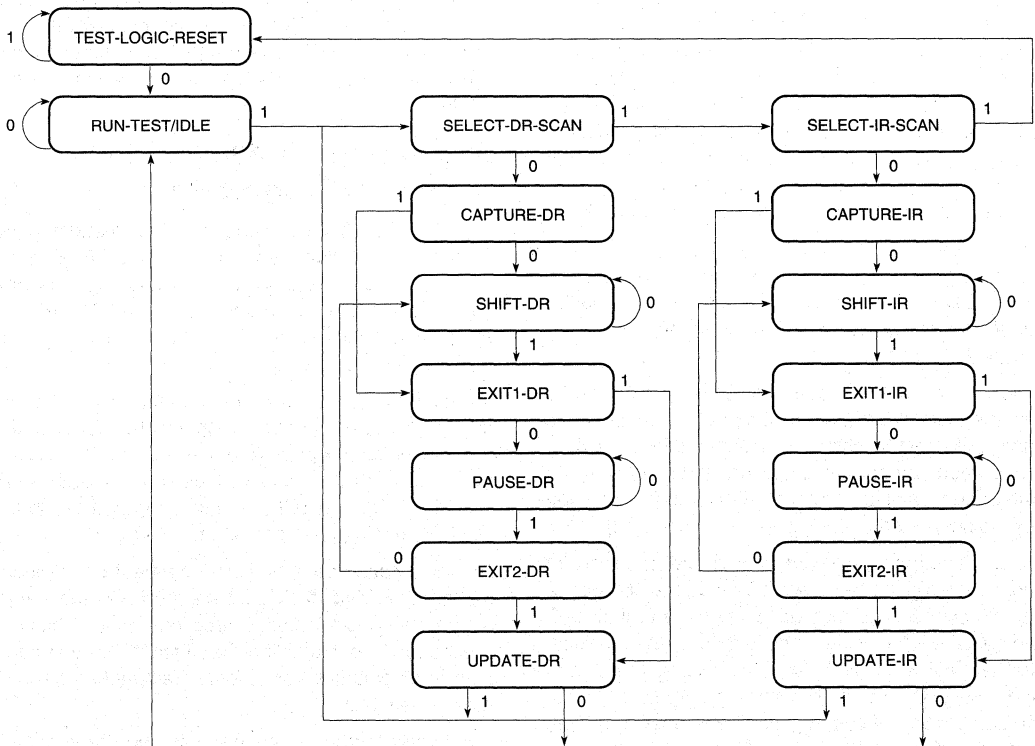 1
TEST-LOGIC-RESET
0
0
RUN-TEST/IDLE
1
SELECT-DR-SCAN
1
SELECT-IR-SCAN
1
0
0
1
CAPTURE-DR
1
CAPTURE-IR
0
0
SHIFT-DR
0
SHIFT-IR
0
1
1
EXIT1-DR
1
EXIT1-IR
1
0
0
PAUSE-DR
0
PAUSE-IR
0
1
1
0
EXIT2-DR
0
EXIT2-IR
1
1
UPDATE-DR
UPDATE-IR
1
0
1
0